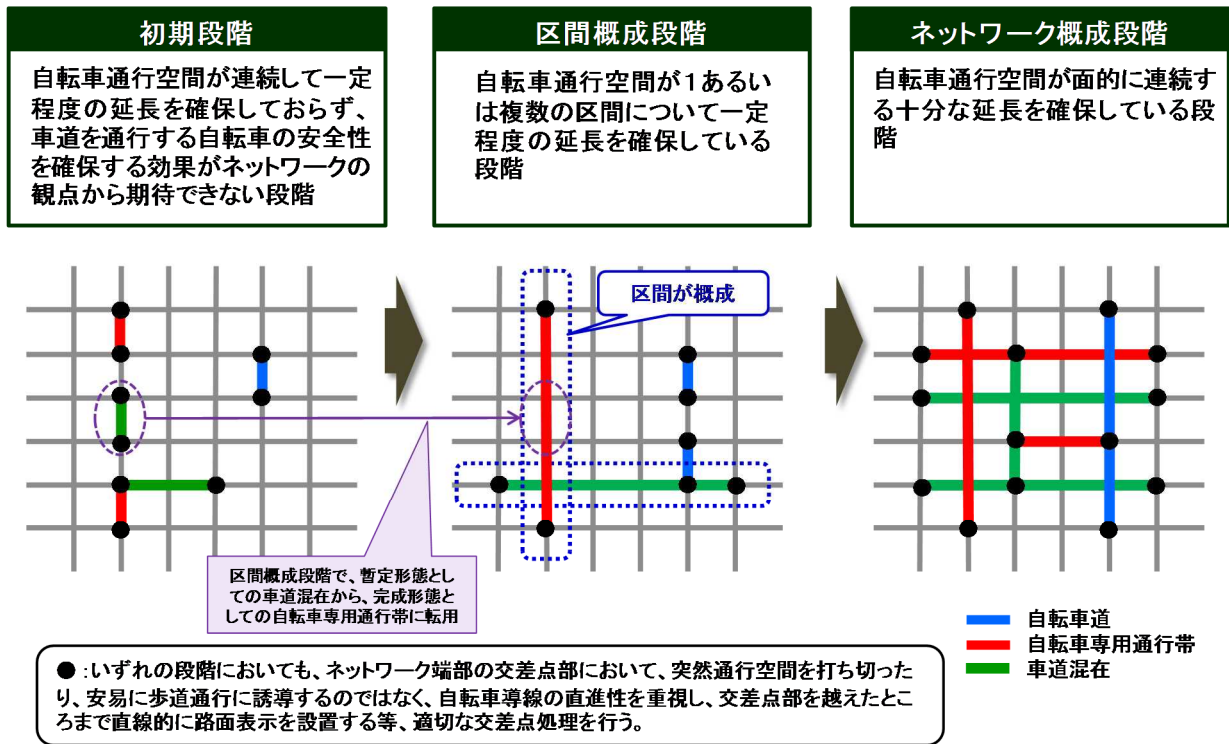 初期段階
自転車通行空間が連続して一定
程度の延長を確保しておらず、
車道を通行する自転車の安全性
を確保する効果がネットワークの
観点から期待できない段階
区間概成段階
自転車通行空間が1あるい
は複数の区間について一定
程度の延長を確保している
段階
ネットワーク概成段階
自転車通行空間が面的に連続す
る十分な延長を確保している段
階
区間が概成
区間概成段階で、暫定形態とし
ての車道混在から、完成形態と
しての自転車専用通行帯に転用
自転車道
自転車専用通行帯
車道混在
●:いずれの段階においても、ネットワーク端部の交差点部において、突然通行空間を打ち切った
り、安易に歩道通行に誘導するのではなく、自転車導線の直進性を重視し、交差点部を越えたとこ
ろまで直線的に路面表示を設置する等、適切な交差点処理を行う。